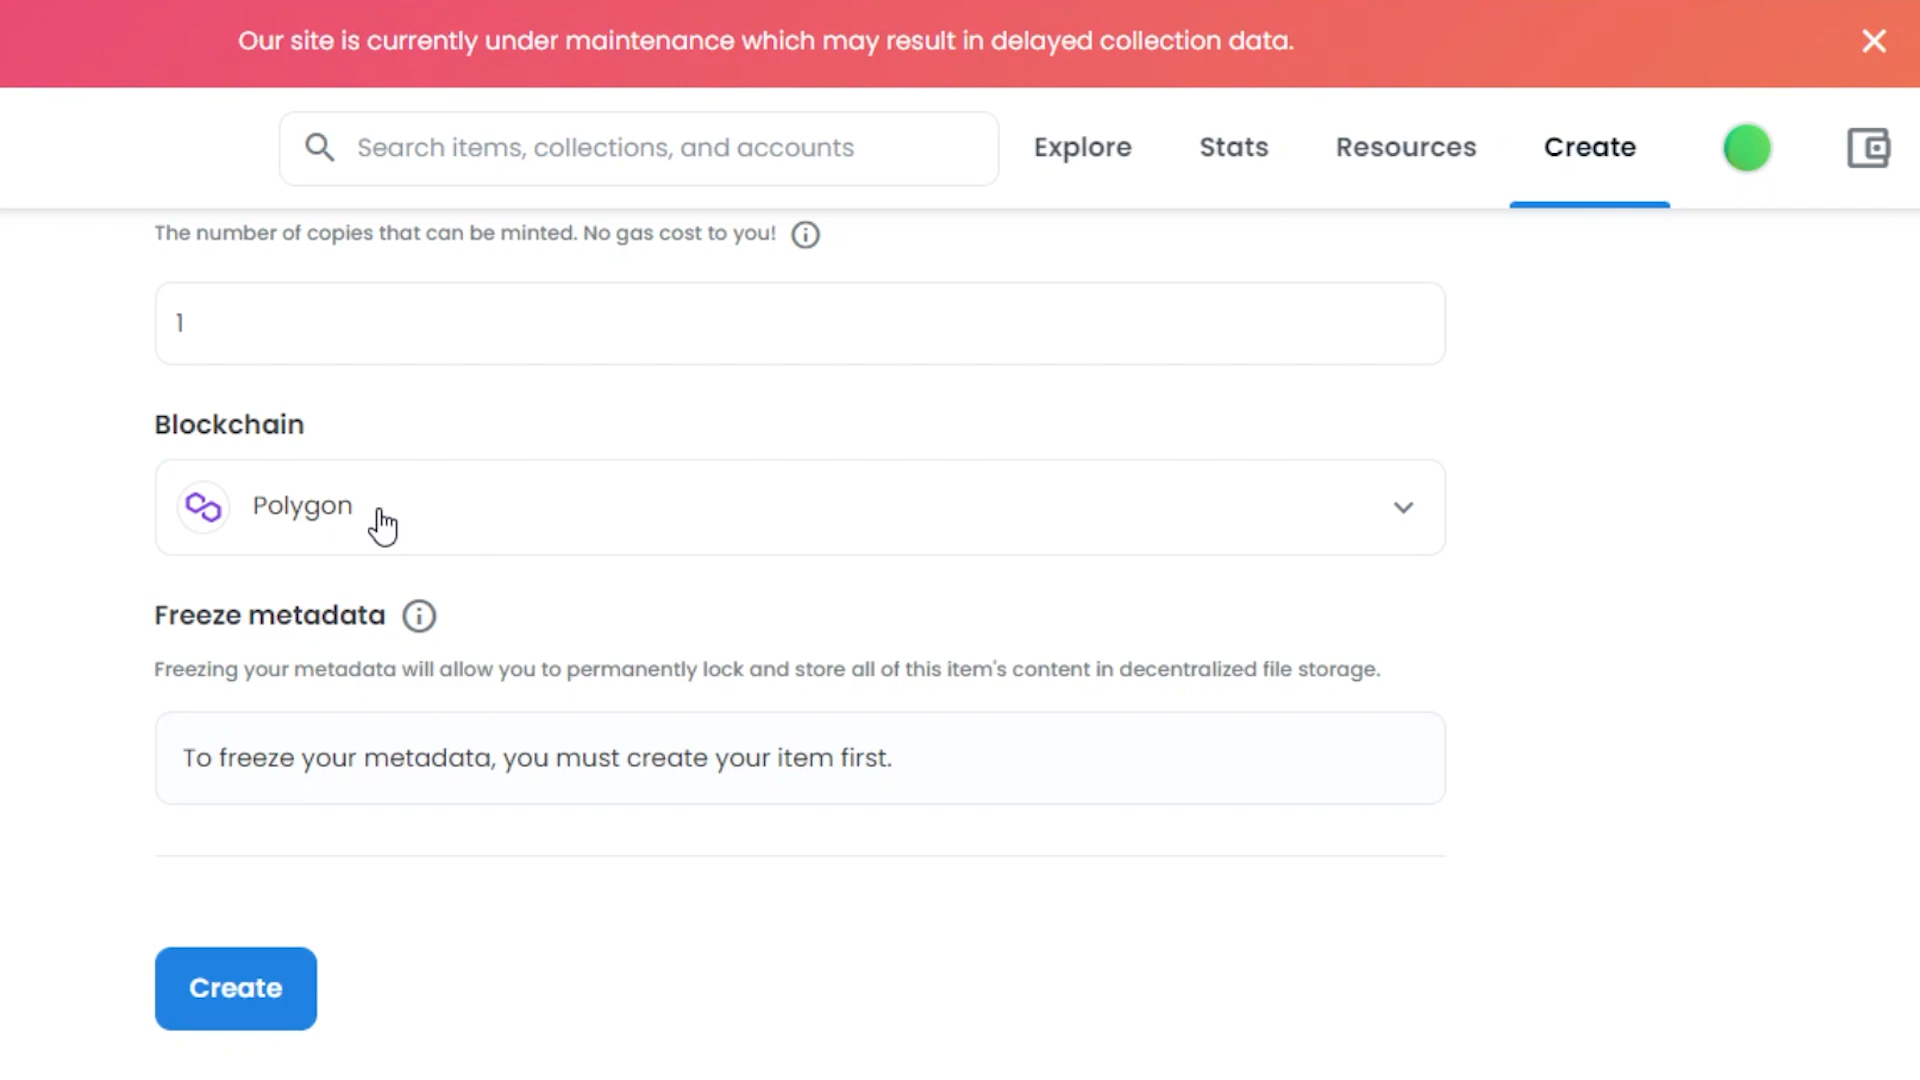 Our site is currently under maintenance which may result in delayed collection data.
Search items, collections, and accounts
Explore
Stats
Resources
Create
The number of copies that can be minted. No gas cost to you!
1
Blockchain
Polygon
Freeze metadata
Freezing your metadata will allow you to permanently lock and store all of this item's content in decentralized file storage.
To freeze your metadata, you must create your item first.
Create